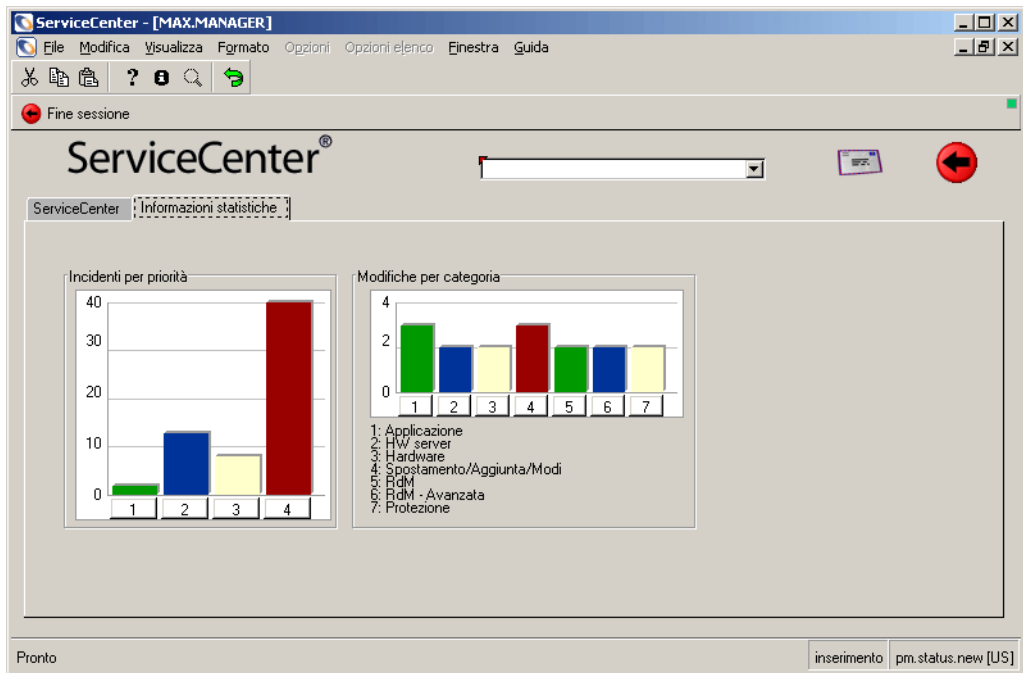 ServiceCenter - [MAX.MANAGER]
File Modifica Visualizza Formato Opzioni Opzioni elenco Finestra Guida
Fine sessione
ServiceCenter®
ServiceCenter Informazioni statistiche
Incidenti per priorità
40
30
20
10
0
1 2 3 4
Modifiche per categoria
4
2
0
1 2 3 4 5 6 7
1: Applicazione
2: HW server
3: Hardware
4: Spostamento/Aggiunta/Modi
5: RdM
6: RdM - Avanzata
7: Protezione
Pronto inserimento pm.status.new [US]